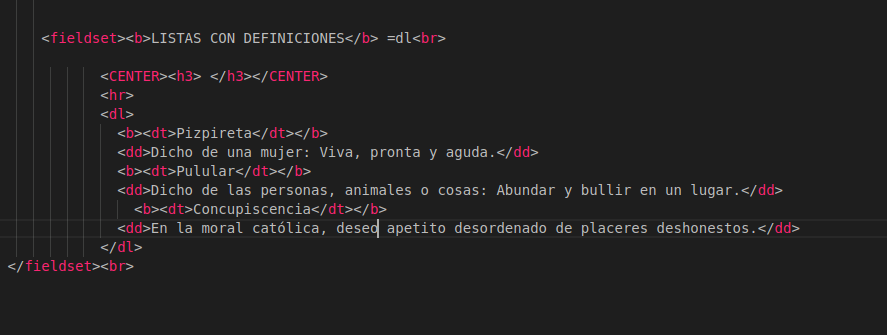 <fieldset><b>LISTAS CON DEFINICIONES</b> =dl<br>
<CENTER><h3> </h3></CENTER>
<hr>
<dl>
<b><dt>Pizpireta</dt></b>
<dd>Dicho de una mujer: Viva, pronta y aguda.</dd>
<b><dt>Pulular</dt></b>
<dd>Dicho de las personas, animales o cosas: Abundar y bullir en un lugar.</dd>
<b><dt>Concupiscencia</dt></b>
<dd>En la moral católica, deseo apetito desordenado de placeres deshonestos.</dd>
</dl>
</fieldset><br>